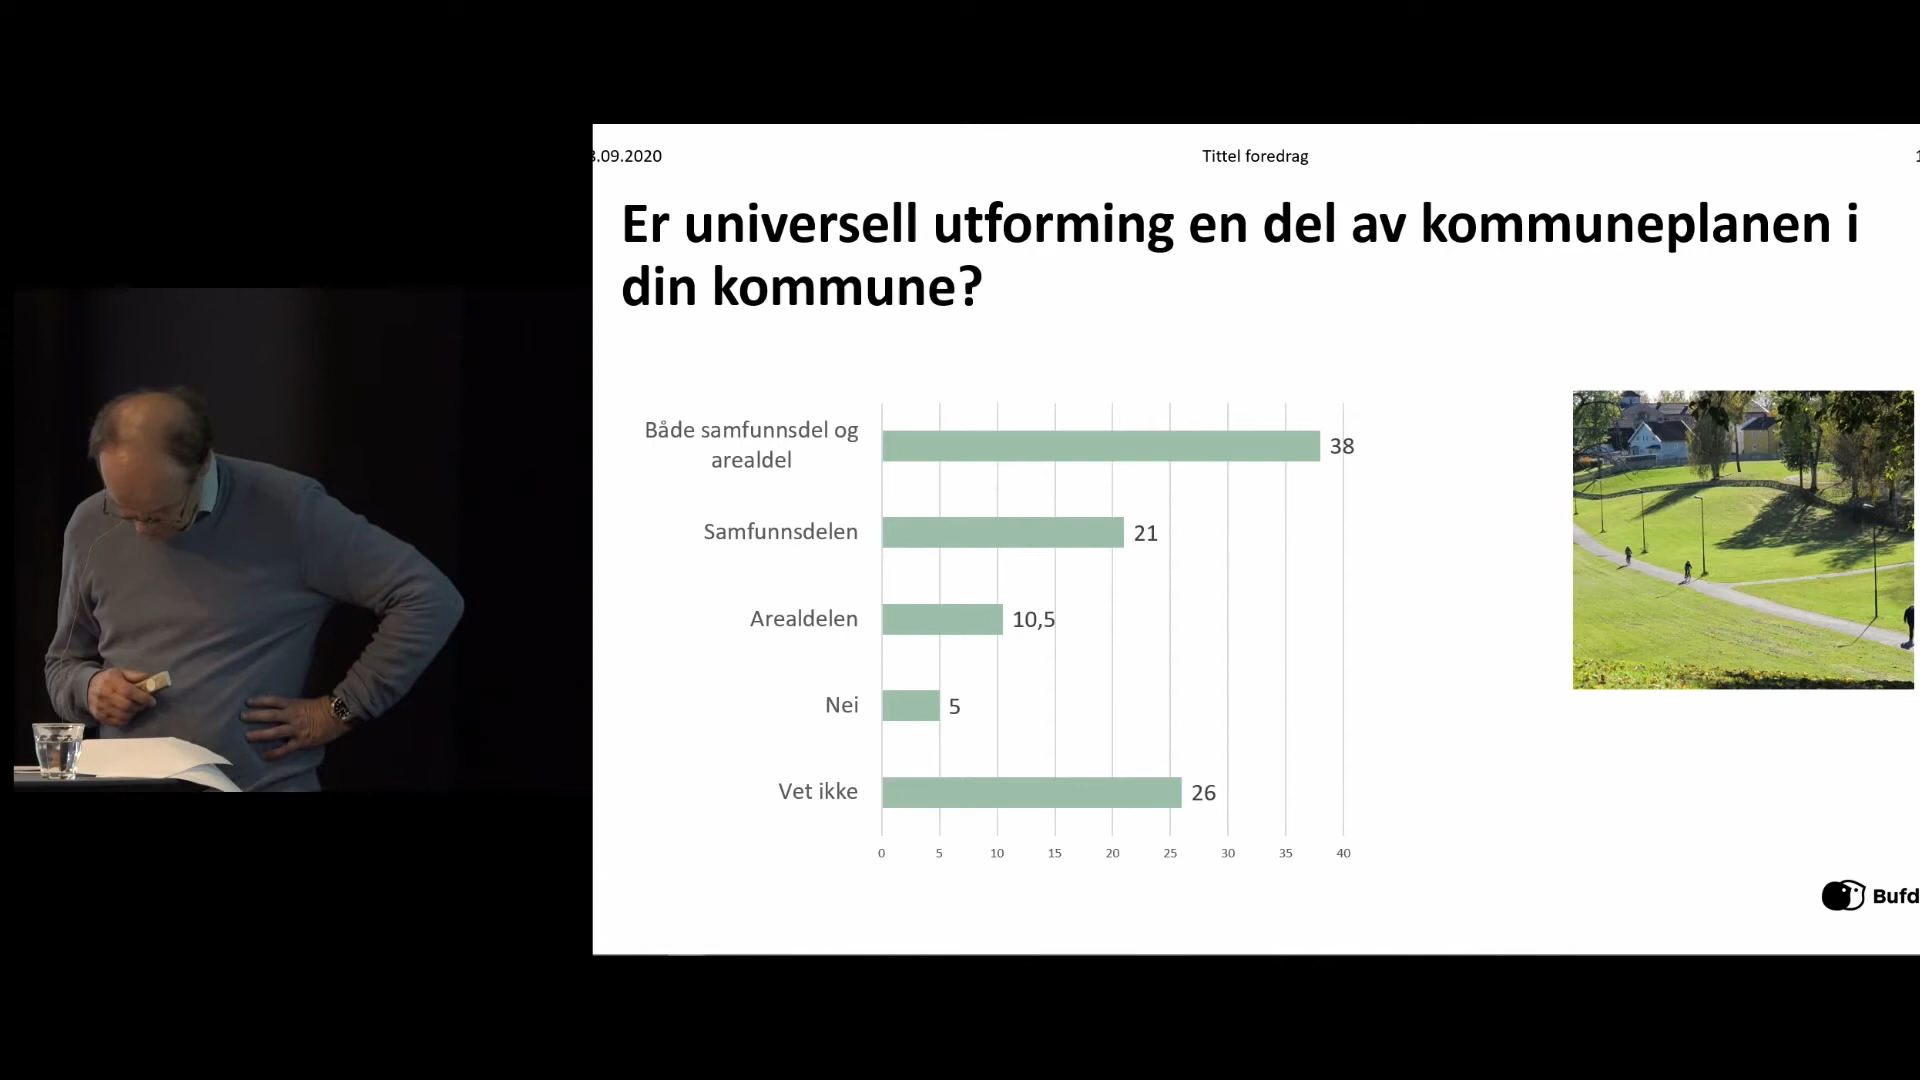 .09.2020
Tittel foredrag
Er universell utforming en del av kommuneplanen i
din kommune?
Både samfunnsdel og
arealdel
38
Samfunnsdelen
21
Arealdelen
10,5
Nei
5
Vet ikke
26
0 5 10 15 20 25 30 35 40
Bufd